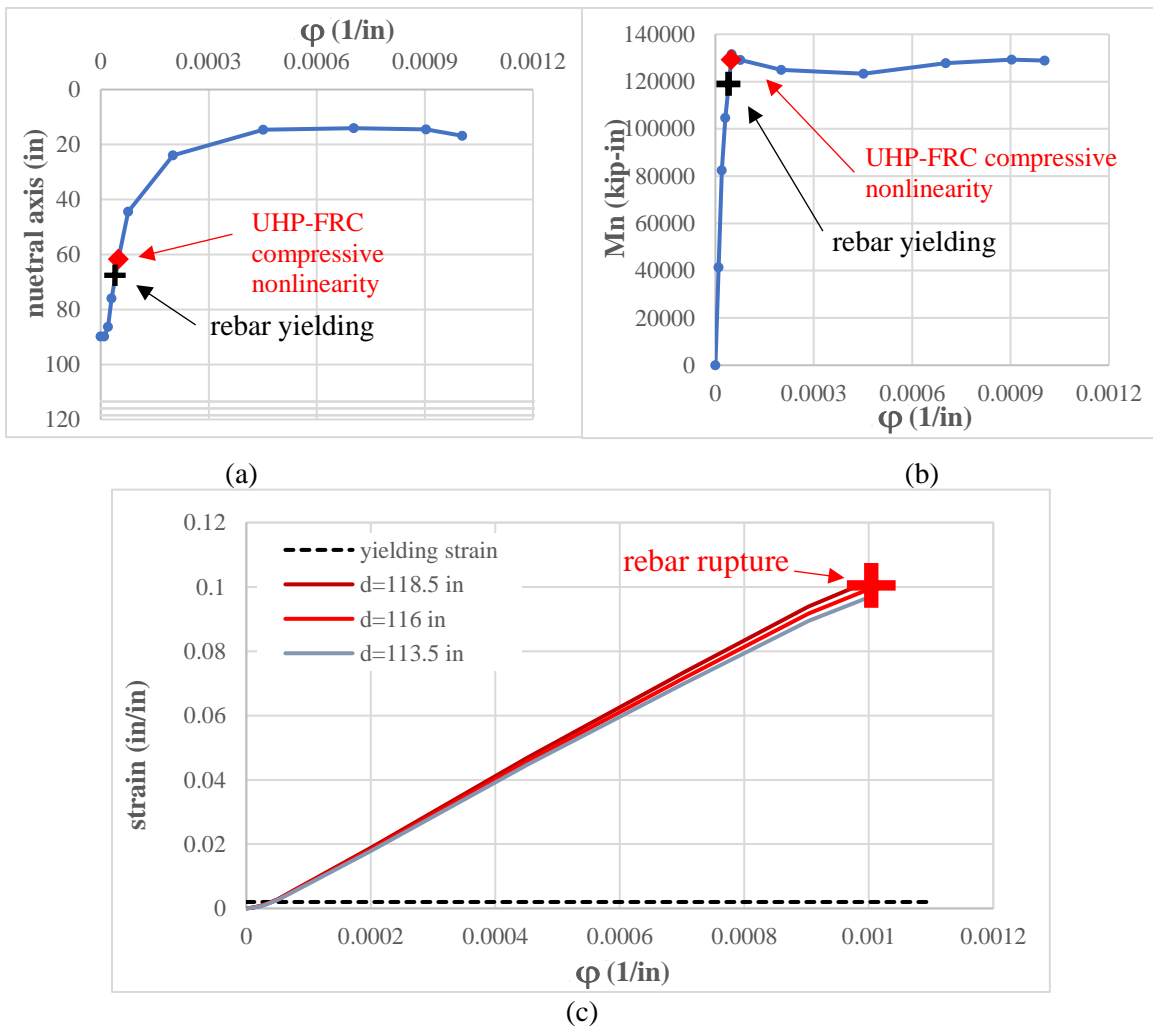 φ (1/in)
0 0.0003 0.0006 0.0009 0.0012
0
20
40
60
80
100
120
nuetral axis (in)
UHP-FRC
compressive
nonlinearity
rebar yielding
(a)
140000
120000
100000
80000
60000
40000
20000
0
Mn (kip-in)
UHP-FRC compressive
nonlinearity
rebar yielding
0 0.0003 0.0006 0.0009 0.0012
φ (1/in)
(b)
0.12
0.1
0.08
0.06
0.04
0.02
0
strain (in/in)
yielding strain
d=118.5 in
d=116 in
d=113.5 in
rebar rupture
0 0.0002 0.0004 0.0006 0.0008 0.001 0.0012
φ (1/in)
(c)